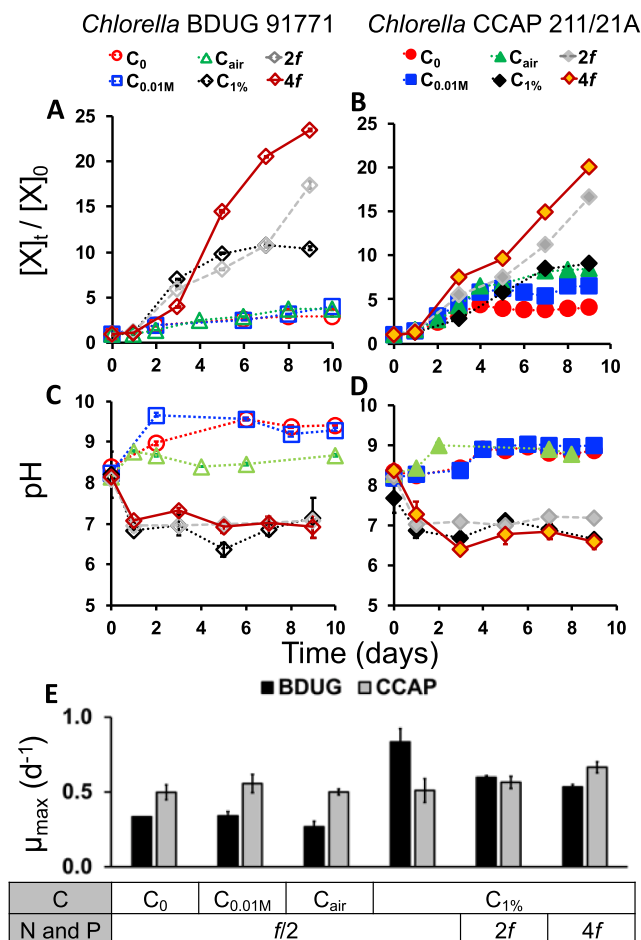 Chlorella BDUG 91771 Chlorella CCAP 211/21A
C0 Cair 2f C0 Cair 2f
C0.01M C1% 4f C0.01M C1% 4f
A B
25 25
20 20
15 15
10 10
5 5
0 0
[X]t / [X]0
0 2 4 6 8 10 0 2 4 6 8 10
C D
11 11
10 10
9 9
8 8
7 7
6 6
5 5
pH
0 2 4 6 8 10 0 2 4 6 8 10
Time (days)
E BDUG CCAP
1.0
0.5
0.0
μmax (d-1)
C C0 C0.01M Cair C1%
N and P f/2 2f 4f